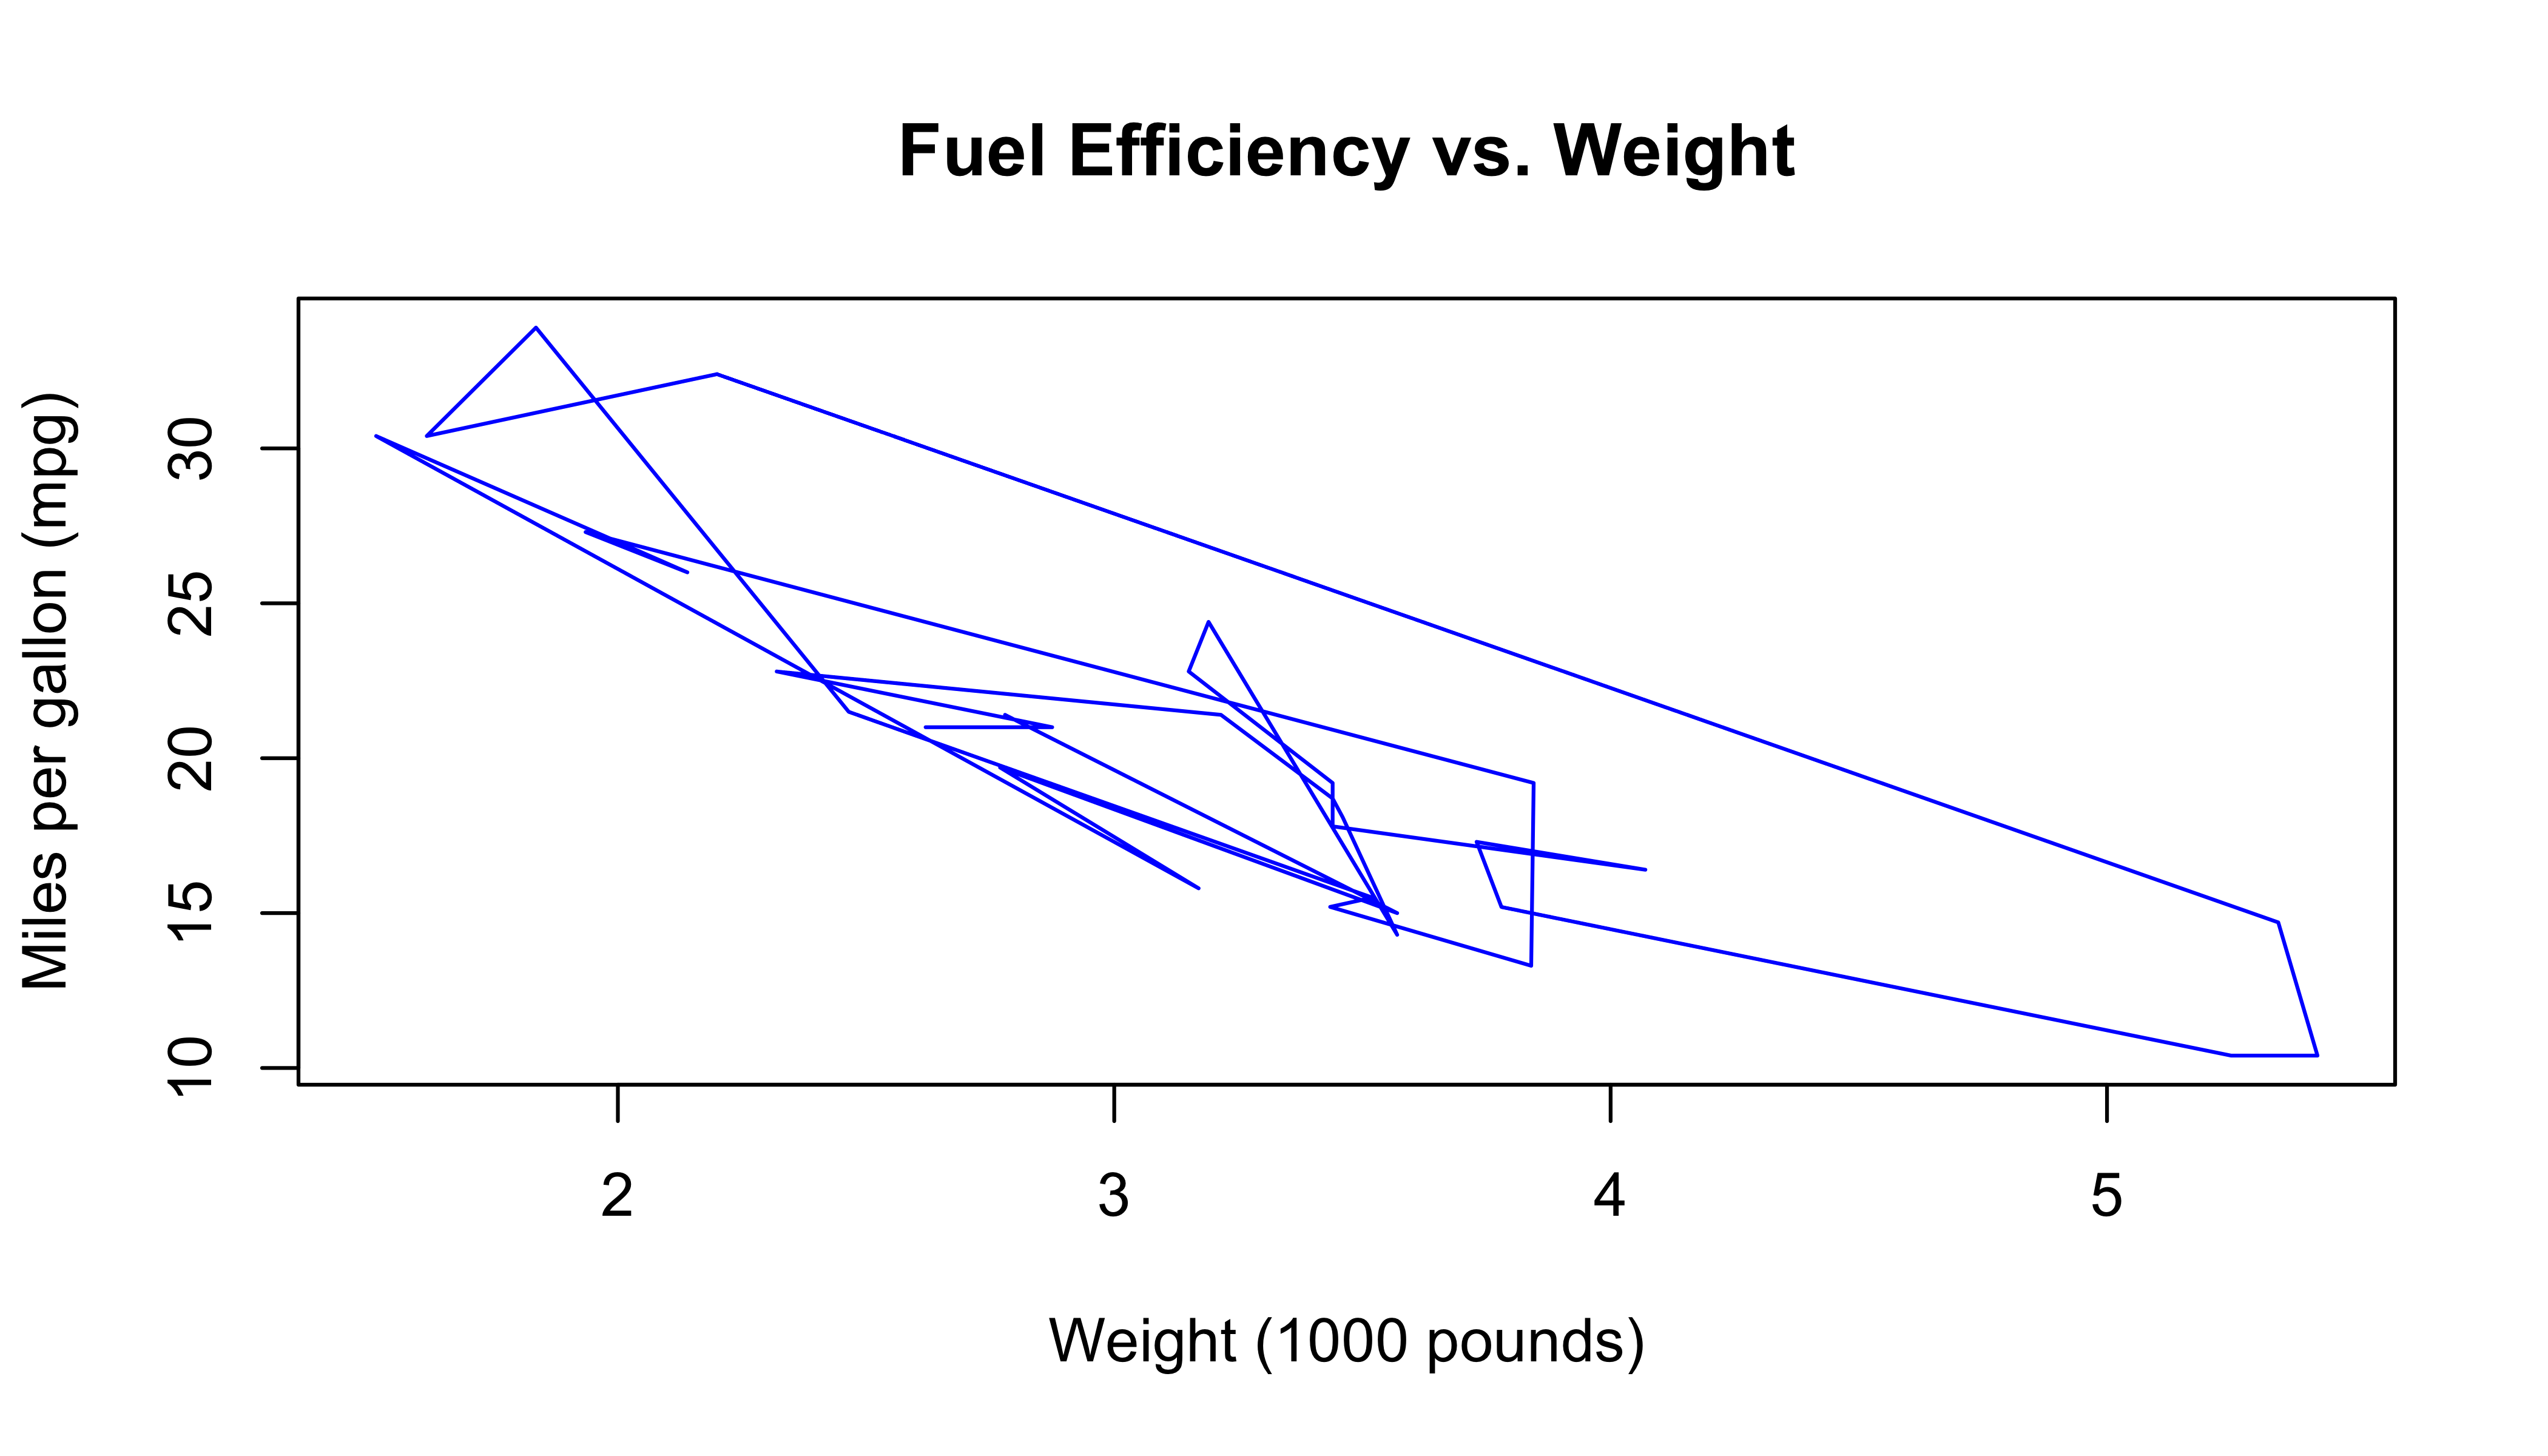 Fuel Efficiency vs. Weight
Miles per gallon (mpg)
30
25
20
15
10
2 3 4 5
Weight (1000 pounds)